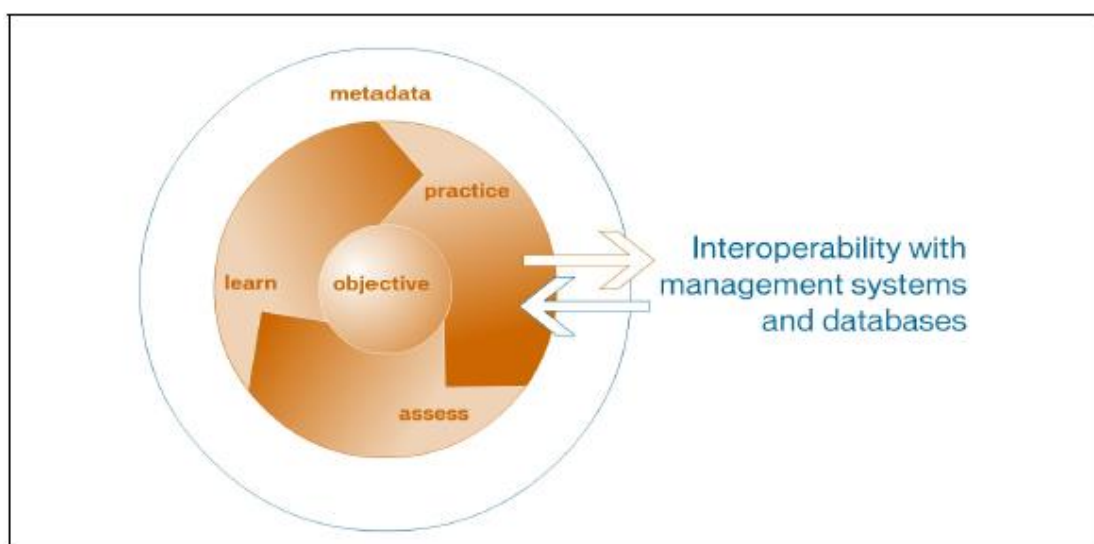 metadata
practice
learn
objective
assess
Interoperability with
management systems
and databases